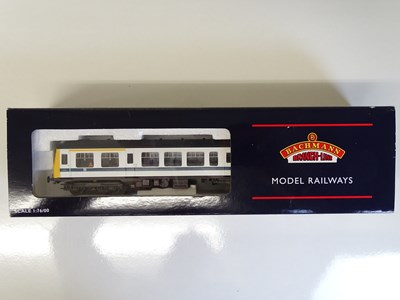 BACHMANN
BRANCH-LINE
MODEL RAILWAYS
SCALE 1:76/00